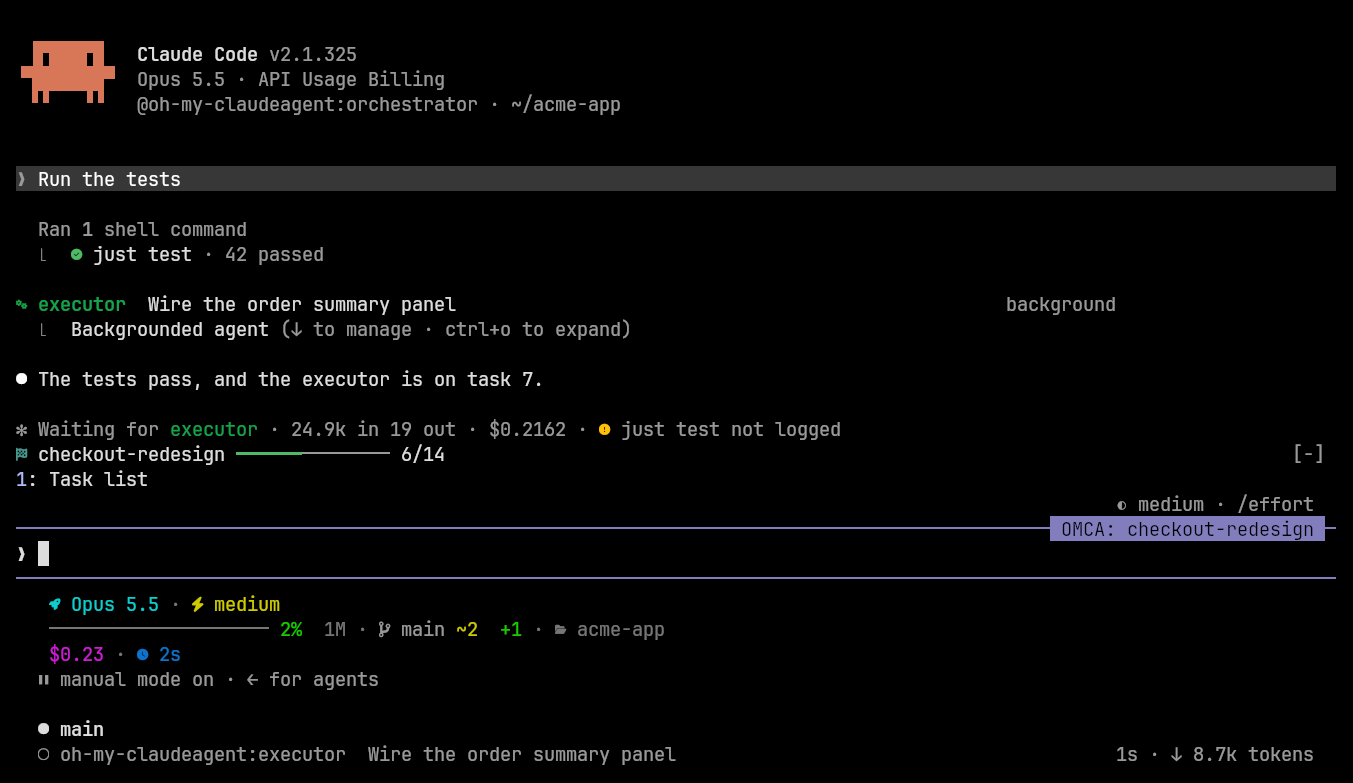 Claude Code v2.1.325
Opus 5.5 · API Usage Billing
@oh-my-claudeagent:orchestrator · ~/acme-app
❯ Run the tests
Ran 1 shell command
⎿ just test · 42 passed
executor Wire the order summary panel background
⎿ Backgrounded agent (↓ to manage · ctrl+o to expand)
● The tests pass, and the executor is on task 7.
✻ Waiting for executor · 24.9k in 19 out · $0.2162 · just test not logged
checkout-redesign 6/14 [-]
1: Task list
◐ medium · /effort
OMCA: checkout-redesign
❯
Opus 5.5 · medium
2% 1M · main ~2 +1 · acme-app
$0.23 · 2s
⏸ manual mode on · ← for agents
● main
○ oh-my-claudeagent:executor Wire the order summary panel 1s · ↓ 8.7k tokens